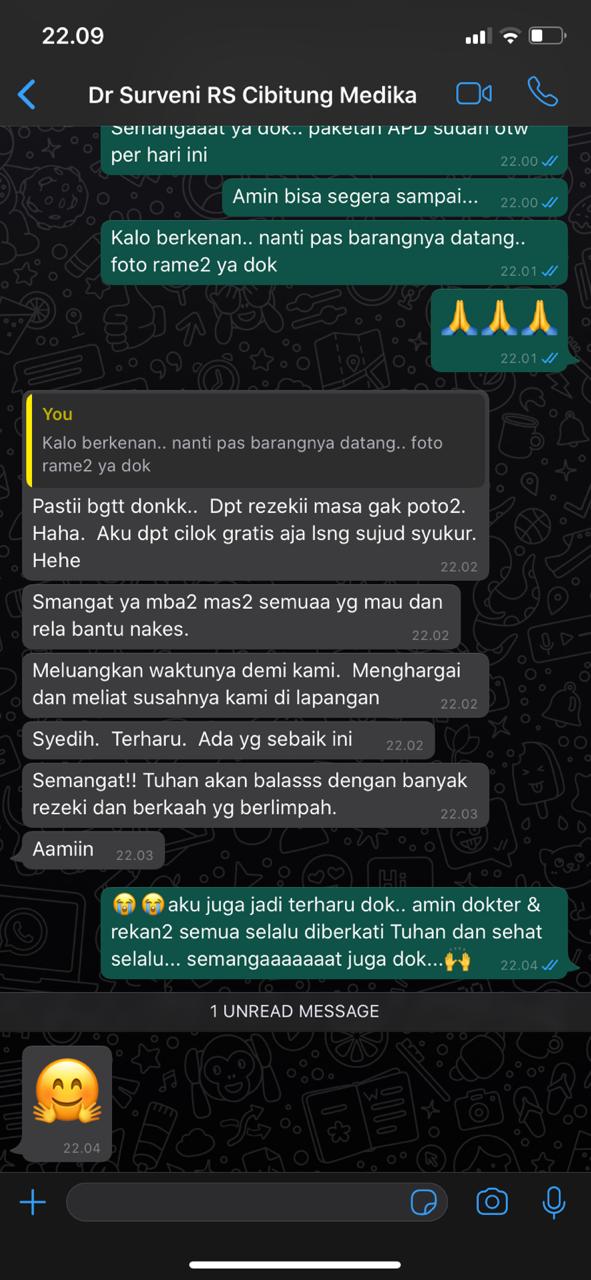 22.09
Dr Surveni RS Cibitung Medika
Semangaaat ya dok.. paketan APD sudah otw
per hari ini
22.00
Amin bisa segera sampai...
22.00
Kalo berkenan.. nanti pas barangnya datang..
foto rame2 ya dok
22.01
🙏🙏🙏
22.01
You
Kalo berkenan.. nanti pas barangnya datang.. foto
rame2 ya dok
Pastii bgtt donkk..  Dpt rezekii masa gak poto2.
Haha.  Aku dpt cilok gratis aja lsng sujud syukur.
Hehe
22.02
Smangat ya mba2 mas2 semuaa yg mau dan
rela bantu nakes.
22.02
Meluangkan waktunya demi kami.  Menghargai
dan meliat susahnya kami di lapangan
22.02
Syedih.  Terharu.  Ada yg sebaik ini
22.02
Semangat!! Tuhan akan balasss dengan banyak
rezeki dan berkaah yg berlimpah.
22.03
Aamiin
22.03
😭😭aku juga jadi terharu dok.. amin dokter &
rekan2 semua selalu diberkati Tuhan dan sehat
selalu... semangaaaaaaat juga dok...🙌
22.04
1 UNREAD MESSAGE
🤗
22.04